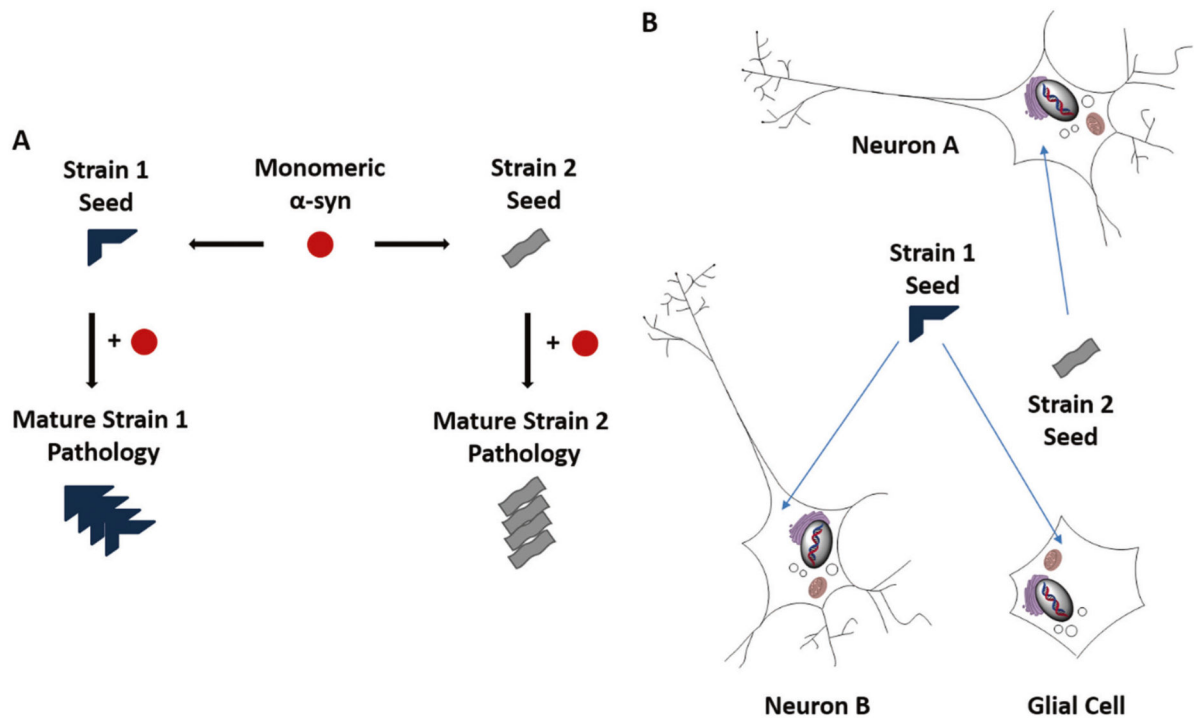 A
Strain 1
Seed
Monomeric
α-syn
Strain 2
Seed
+
+
Mature Strain 1
Pathology
Mature Strain 2
Pathology
B
Neuron A
Strain 1
Seed
Strain 2
Seed
Neuron B
Glial Cell